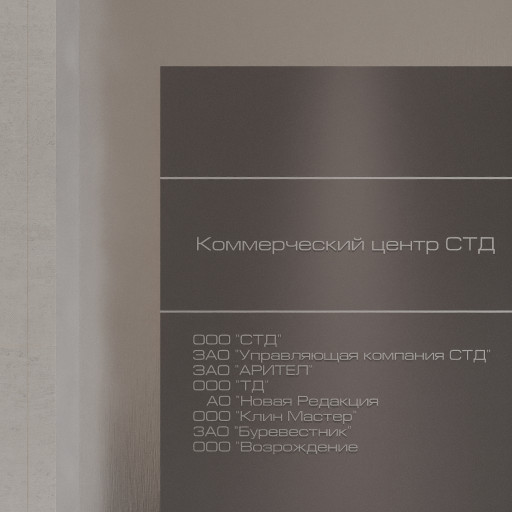 Коммерческий центр СТД
ООО "СТД"
ЗАО "Управляющая компания СТД"
ЗАО "АРИТЕЛ"
ООО "ТД"
АО "Новая Редакция
ООО "Клин Мастер"
ЗАО "Буревестник"
ООО "Возрождение